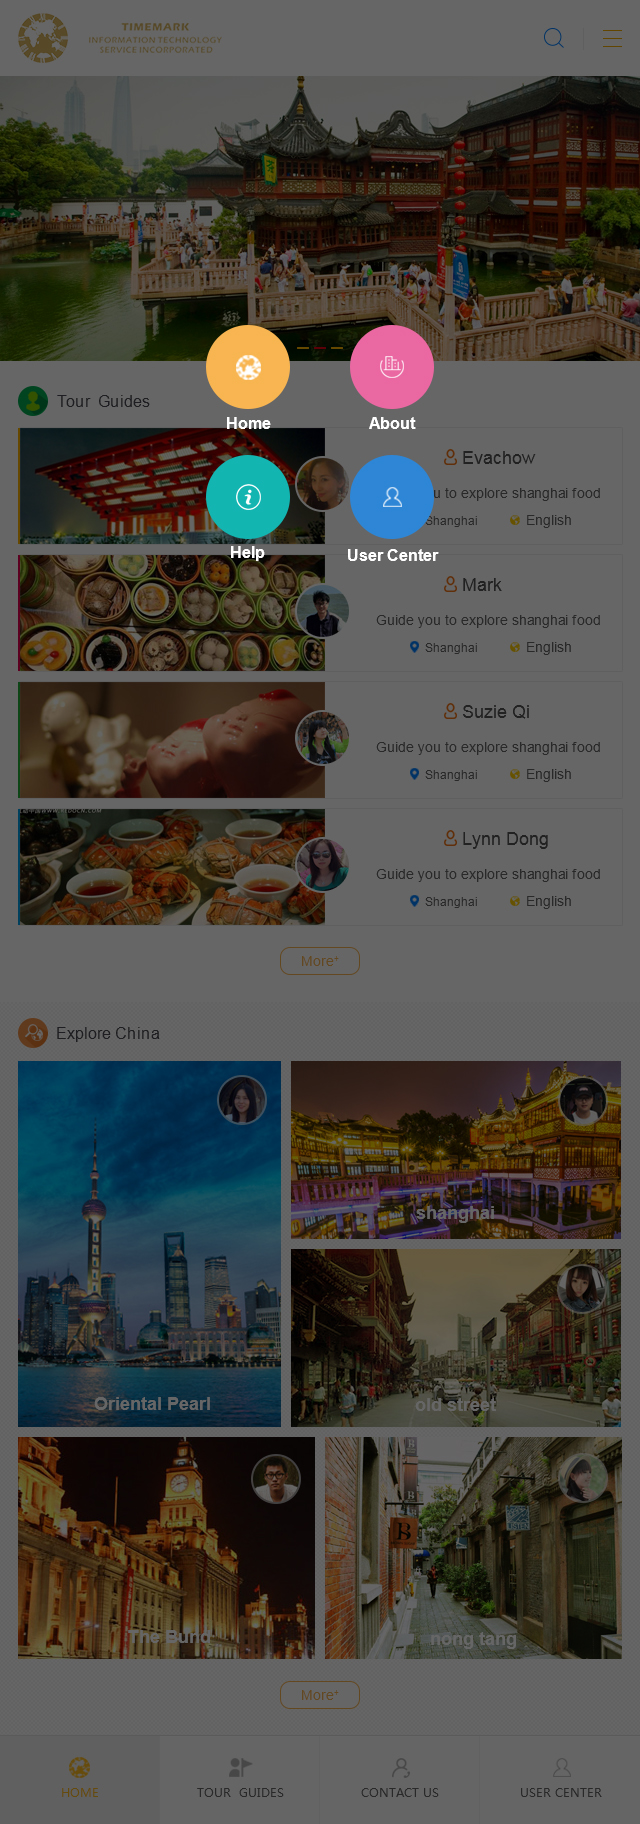 TIMEMARK
INFORMATION TECHNOLOGY
SERVICE INCORPORATED
Home
About
Help
User Center
Tour Guides
Evachow
u to explore shanghai food
Shanghai
English
Mark
Guide you to explore shanghai food
Shanghai
English
Suzie Qi
Guide you to explore shanghai food
Shanghai
English
Lynn Dong
Guide you to explore shanghai food
Shanghai
English
More+
Explore China
Oriental Pearl
shanghai
old street
The Bund
nong tang
More+
HOME
TOUR GUIDES
CONTACT US
USER CENTER